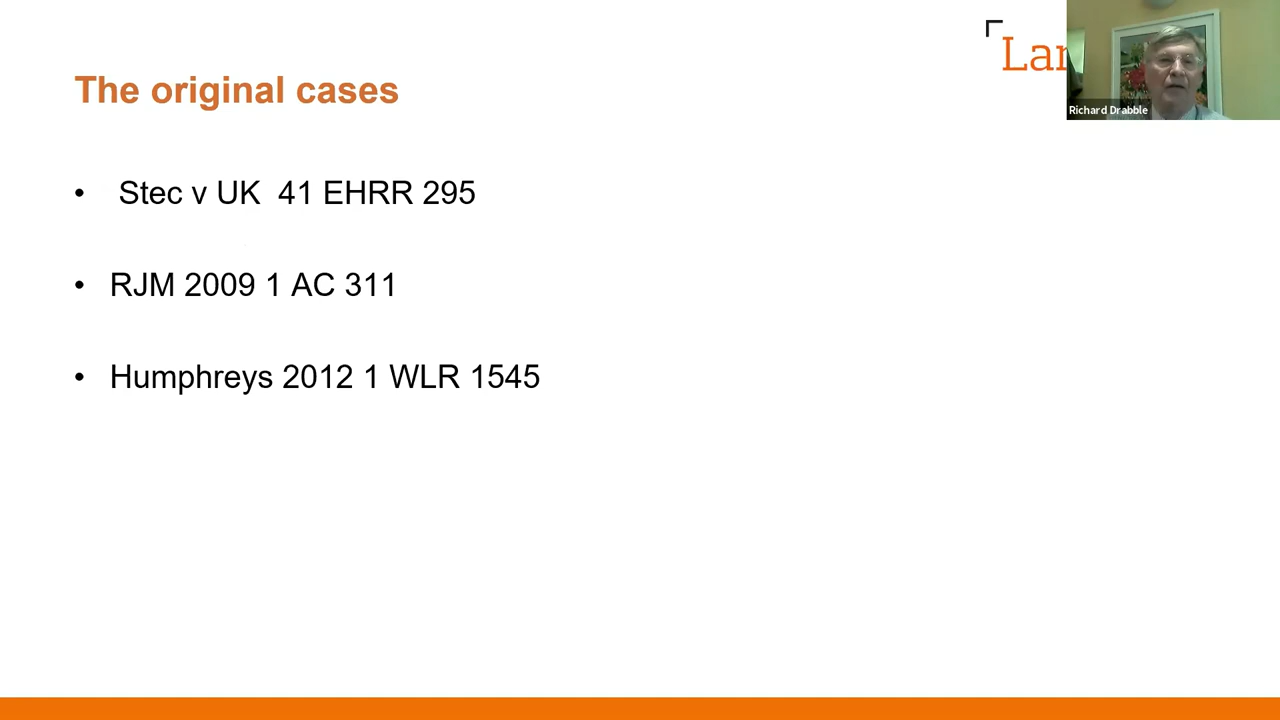 Lan
The original cases
Richard Drabble
• Stec v UK 41 EHRR 295
• RJM 2009 1 AC 311
• Humphreys 2012 1 WLR 1545